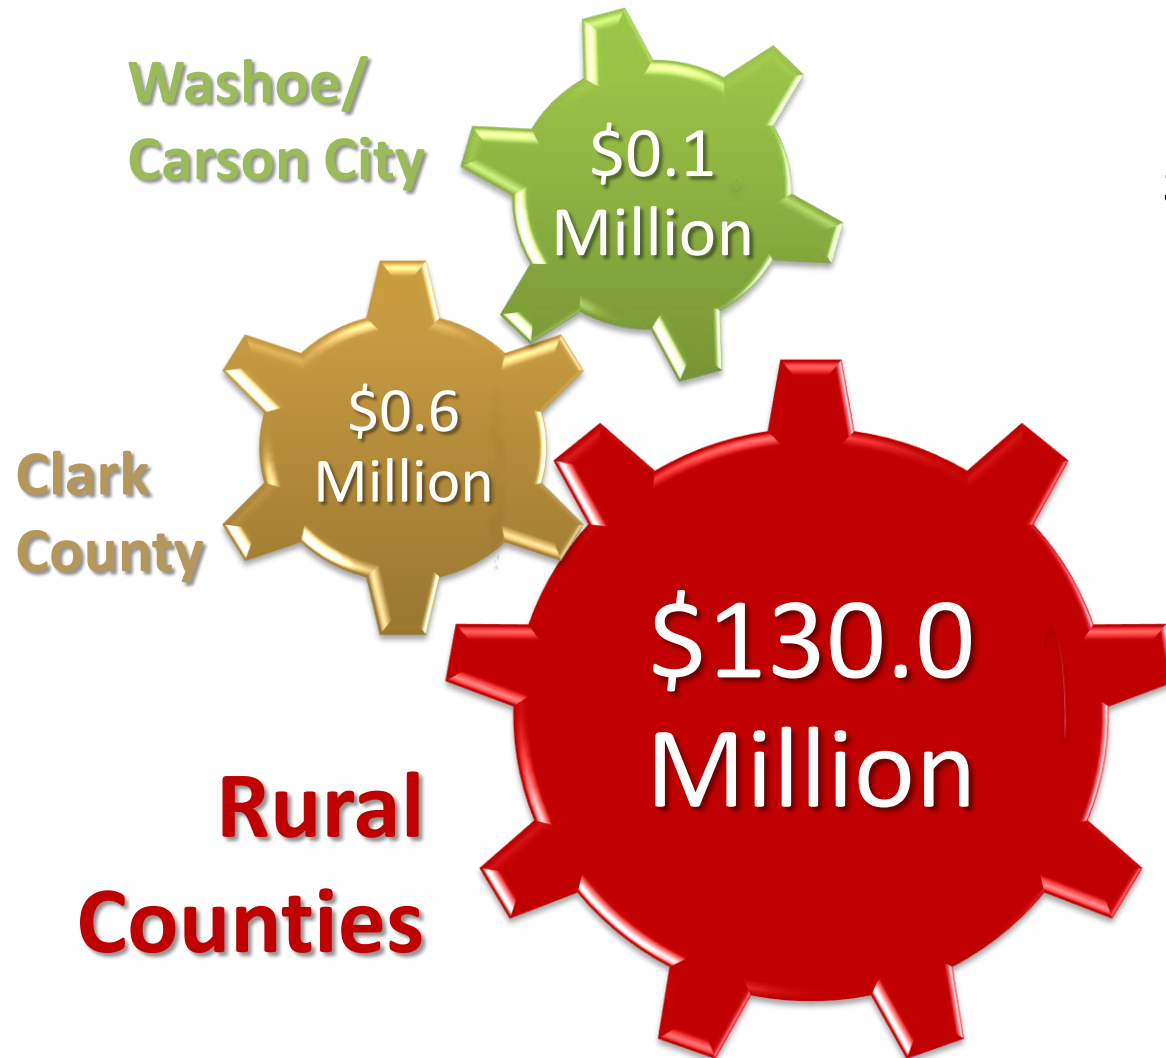 Washoe/
Carson City
$0.1
Million
$0.6
Million
Clark
County
$130.0
Million
Rural
Counties